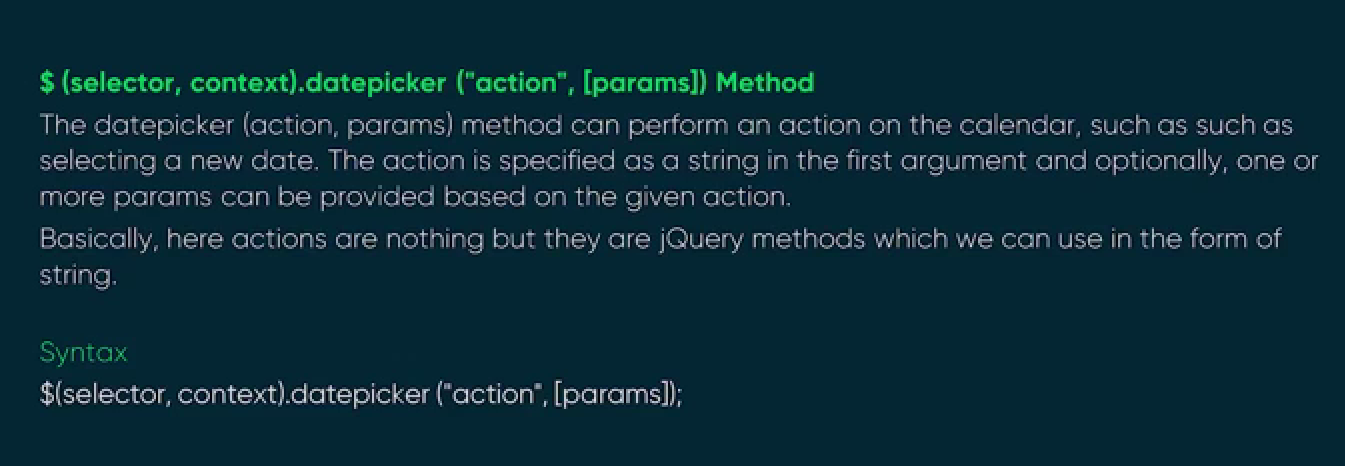 $ (selector, context).datepicker ("action", [params]) Method
The datepicker (action, params) method can perform an action on the calendar, such as such as
selecting a new date. The action is specified as a string in the first argument and optionally, one or
more params can be provided based on the given action.
Basically, here actions are nothing but they are jQuery methods which we can use in the form of
string.
Syntax
$(selector, context).datepicker ("action", [params]);